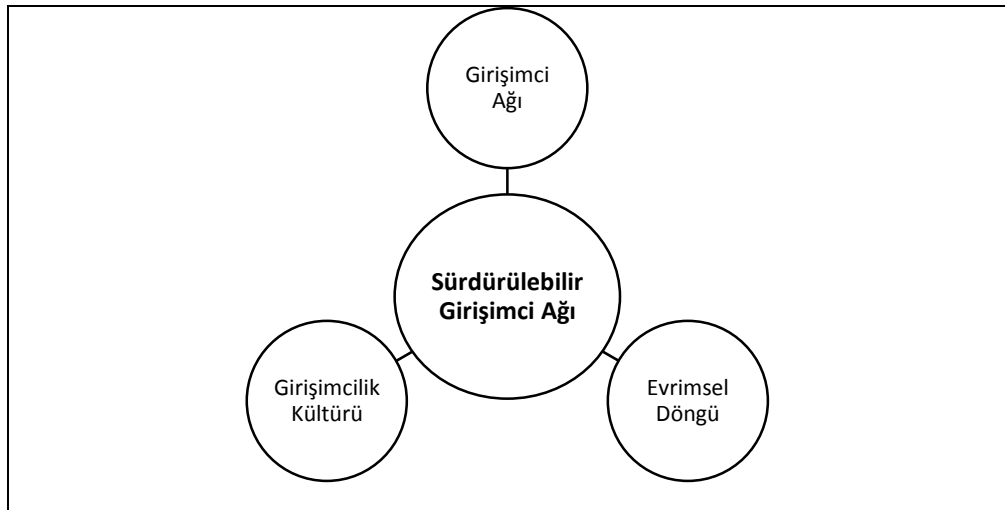 Girişimci
Ağı
Sürdürülebilir
Girişimci Ağı
Girişimcilik
Kültürü
Evrimsel
Döngü